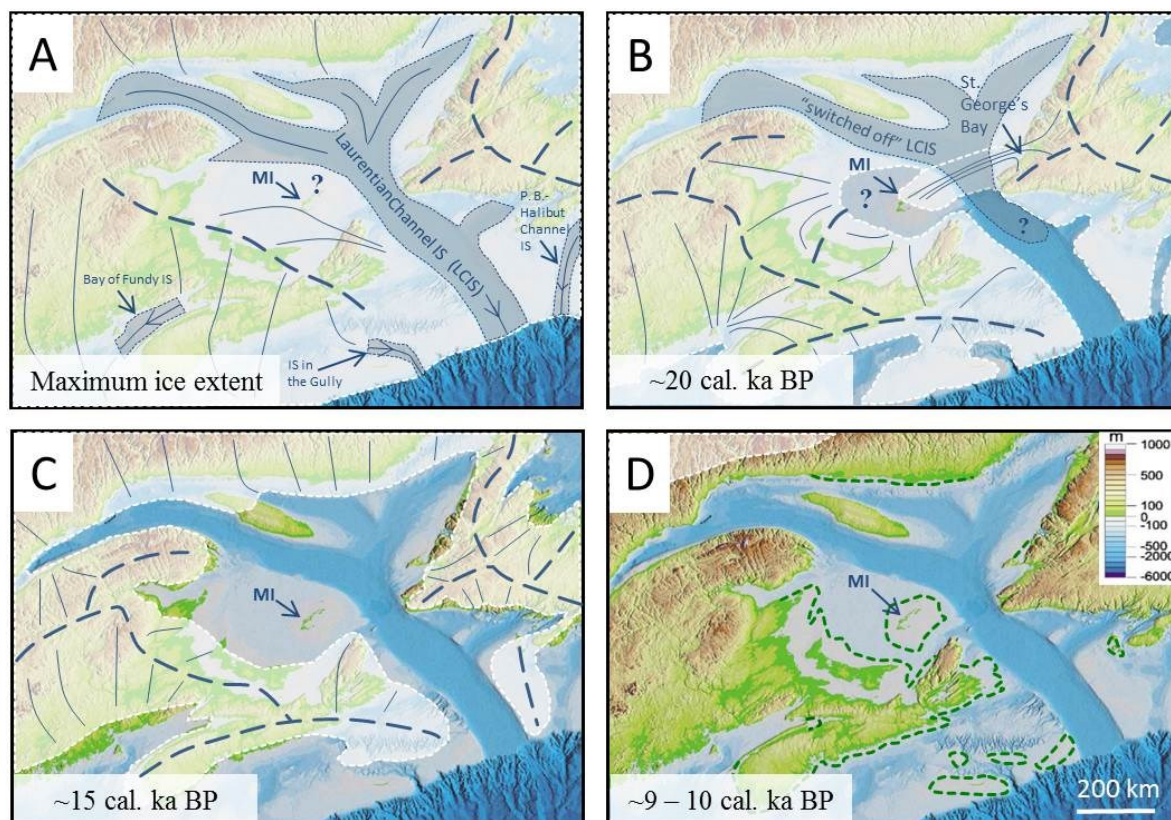 A
MI
?
LaurentianChannel IS (LCIS)
P. B.-
Halibut
Channel
IS
Bay of Fundy IS
IS in
the Gully
Maximum ice extent
B
St.
George's
Bay
"switched off" LCIS
MI
?
?
~20 cal. ka BP
C
MI
~15 cal. ka BP
D
MI
m
1000
500
100
0
-100
-500
-2000
-6000
~9 – 10 cal. ka BP
200 km